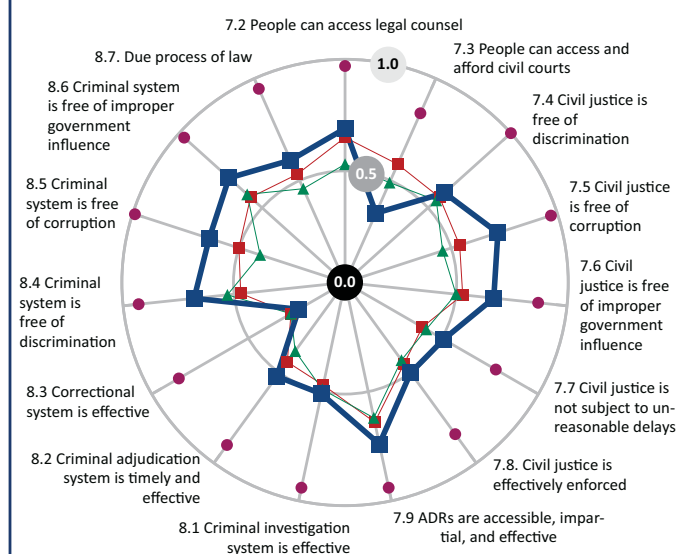 7.2 People can access legal counsel
1.0
7.3 People can access and
afford civil courts
7.4 Civil justice is
free of
discrimination
7.5 Civil justice
is free of
corruption
7.6 Civil
justice is free
of improper
government
influence
7.7 Civil justice is
not subject to un-
reasonable delays
7.8. Civil justice is
effectively enforced
7.9 ADRs are accessible, impar-
tial, and effective
8.1 Criminal investigation
system is effective
8.2 Criminal adjudication
system is timely and
effective
8.3 Correctional
system is effective
8.4 Criminal
system is
free of
discrimination
8.5 Criminal
system is free
of corruption
8.6 Criminal system
is free of improper
government
influence
8.7. Due process of law
0.5
0.0